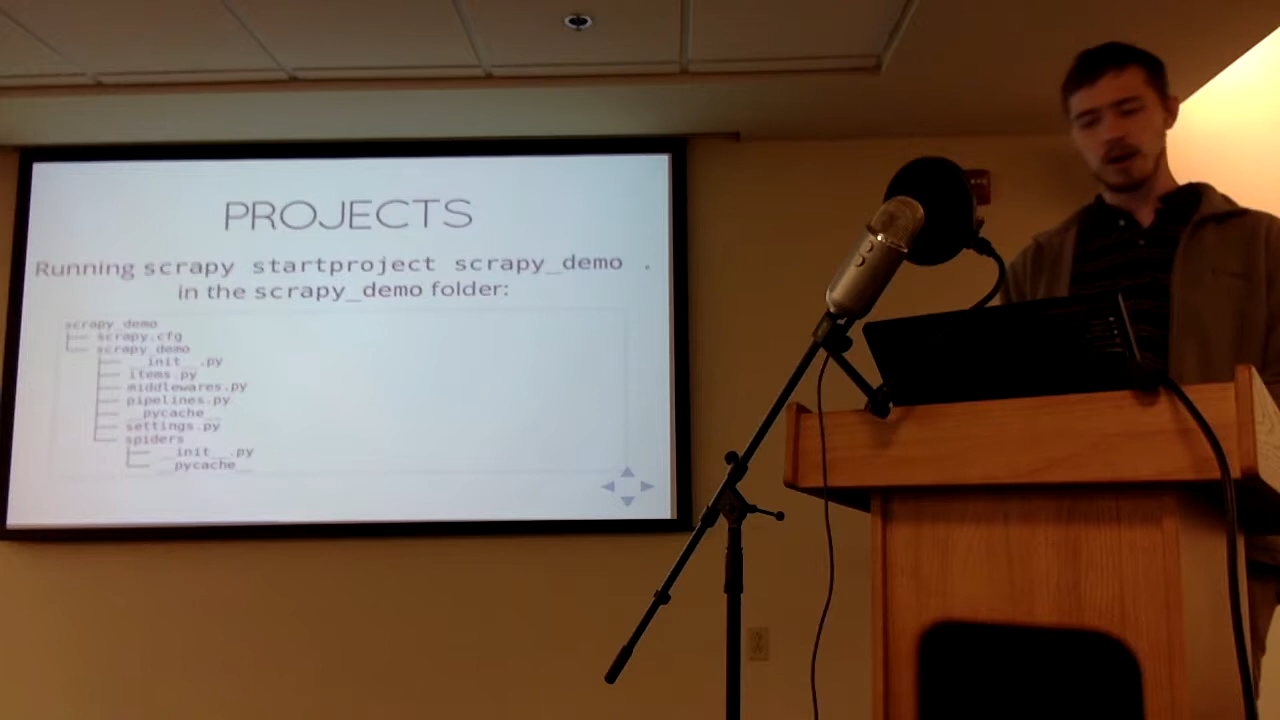 PROJECTS
Running scrapy startproject scrapy_demo .
in the scrapy_demo folder:
scrapy_demo
├── scrapy.cfg
└── scrapy_demo
├── __init__.py
├── items.py
├── middlewares.py
├── pipelines.py
├── __pycache__
├── settings.py
└── spiders
├── __init__.py
└── __pycache__